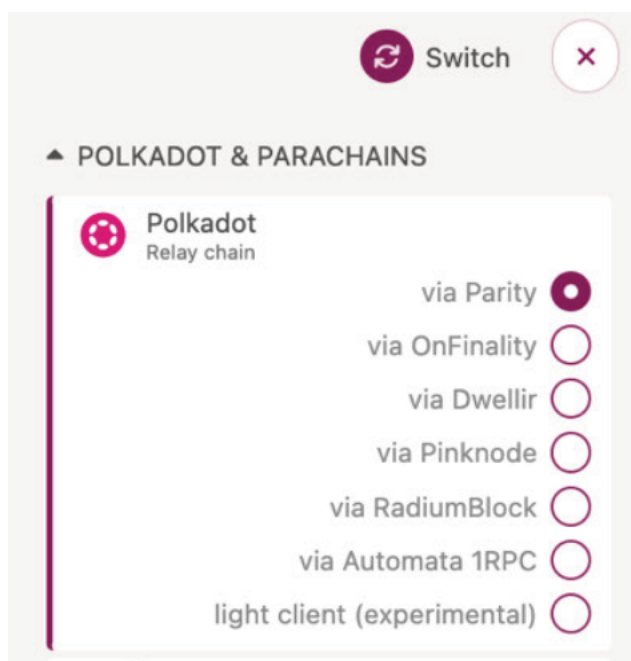 Switch
POLKADOT & PARACHAINS
Polkadot
Relay chain
via Parity
via OnFinality
via Dwellir
via Pinknode
via RadiumBlock
via Automata 1RPC
light client (experimental)